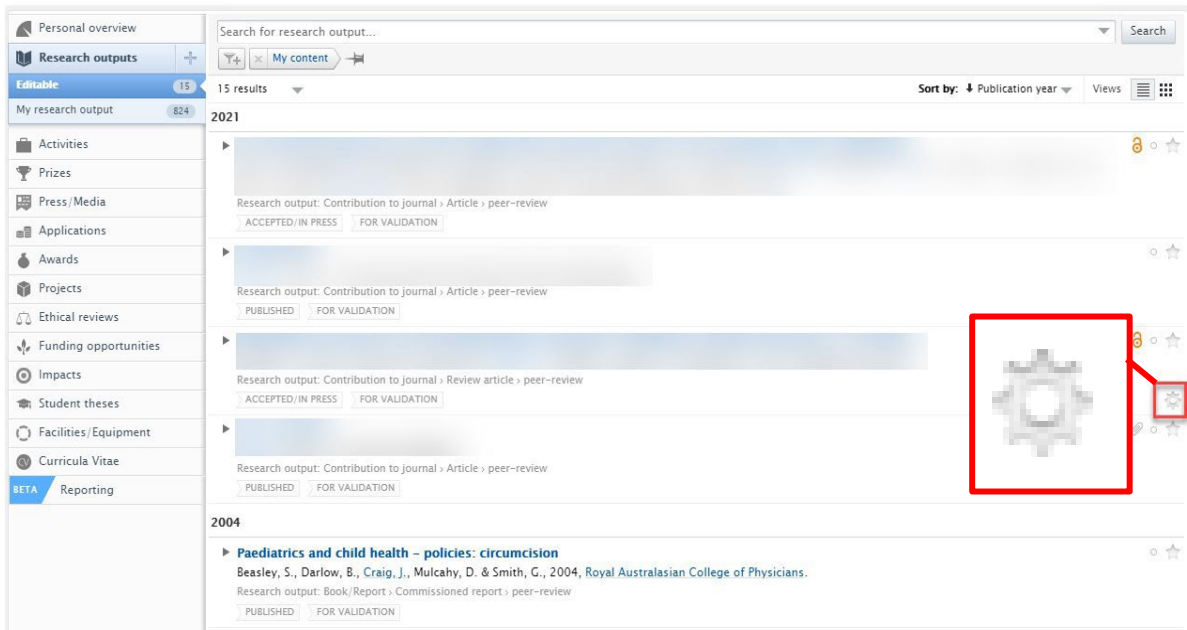 Personal overview
Research outputs
Editable 15
My research output 824
Activities
Prizes
Press/Media
Applications
Awards
Projects
Ethical reviews
Funding opportunities
Impacts
Student theses
Facilities/Equipment
Curricula Vitae
BETA Reporting
Search for research output... Search
My content
15 results Sort by: Publication year Views
2021
Research output: Contribution to journal › Article › peer-review
ACCEPTED/IN PRESS FOR VALIDATION
Research output: Contribution to journal › Article › peer-review
PUBLISHED FOR VALIDATION
Research output: Contribution to journal › Review article › peer-review
ACCEPTED/IN PRESS FOR VALIDATION
Research output: Contribution to journal › Article › peer-review
PUBLISHED FOR VALIDATION
2004
Paediatrics and child health – policies: circumcision
Beasley, S., Darlow, B., Craig, J., Mulcahy, D. & Smith, G., 2004, Royal Australasian College of Physicians.
Research output: Book/Report › Commissioned report › peer-review
PUBLISHED FOR VALIDATION